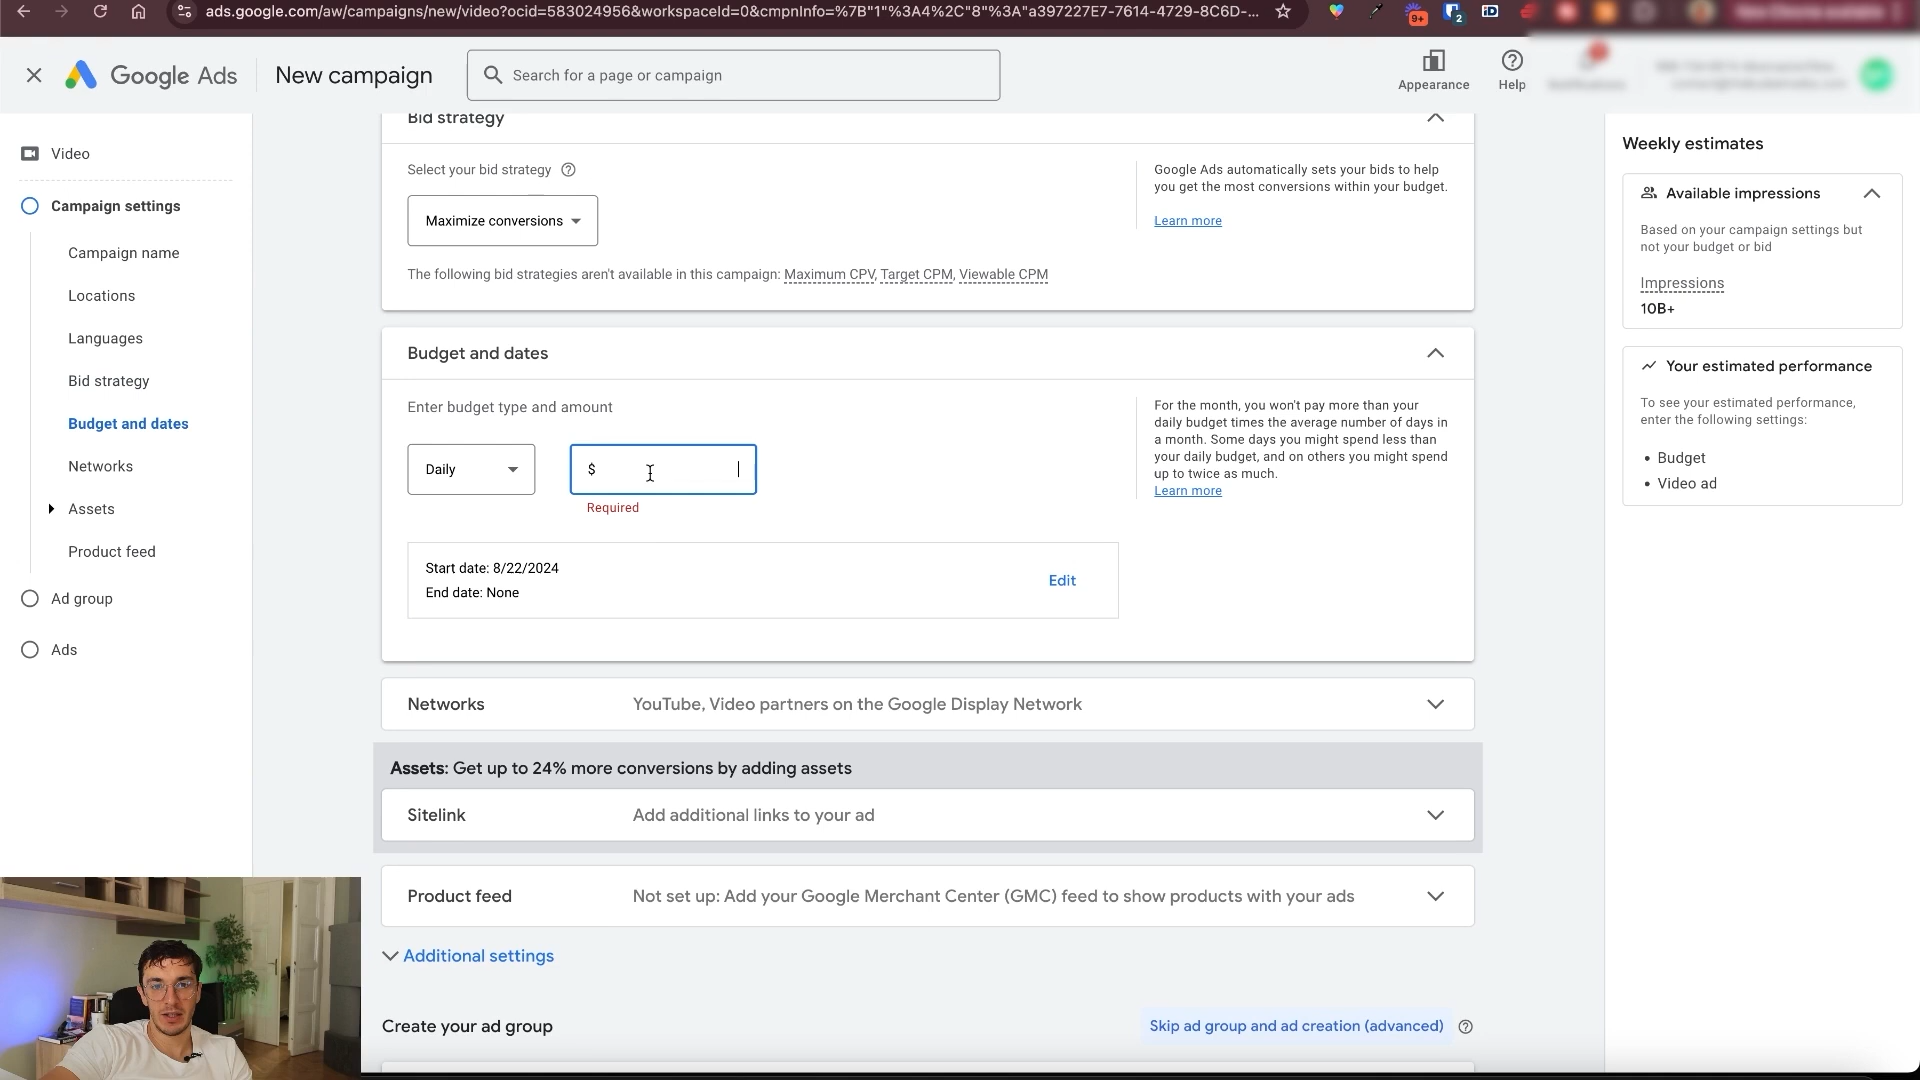 ads.google.com/aw/campaigns/new/video?ocid=583024956&workspaceId=0&cmpnInfo=%7B"1"%3A4%2C"8"%3A"a397227E7-7614-4729-8C6D-...
9+
2
Google Ads
New campaign
Search for a page or campaign
Appearance
Help
Video
Campaign settings
Campaign name
Locations
Languages
Bid strategy
Budget and dates
Networks
Assets
Product feed
Ad group
Ads
Bid strategy
Select your bid strategy
Maximize conversions
The following bid strategies aren't available in this campaign: Maximum CPV, Target CPM, Viewable CPM
Google Ads automatically sets your bids to help
you get the most conversions within your budget.
Learn more
Budget and dates
Enter budget type and amount
Daily
$
Required
For the month, you won't pay more than your
daily budget times the average number of days in
a month. Some days you might spend less than
your daily budget, and on others you might spend
up to twice as much.
Learn more
Start date: 8/22/2024
End date: None
Edit
Networks
YouTube, Video partners on the Google Display Network
Assets: Get up to 24% more conversions by adding assets
Sitelink
Add additional links to your ad
Product feed
Not set up: Add your Google Merchant Center (GMC) feed to show products with your ads
Additional settings
Create your ad group
Skip ad group and ad creation (advanced)
Weekly estimates
Available impressions
Based on your campaign settings but
not your budget or bid
Impressions
10B+
Your estimated performance
To see your estimated performance,
enter the following settings:
• Budget
• Video ad